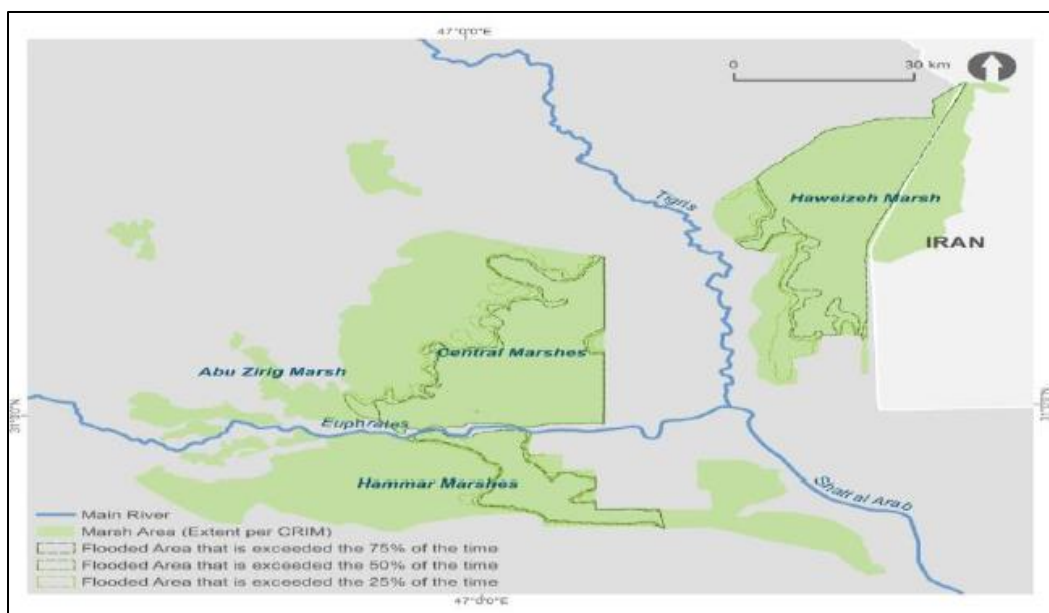 47°0'0"E
0 30 km
Tigris
Haweizeh Marsh
IRAN
Central Marshes
Abu Zirig Marsh
Euphrates
Hammar Marshes
Shatt al Arab
Main River
Marsh Area (Extent per CRIM)
Flooded Area that is exceeded the 75% of the time
Flooded Area that is exceeded the 50% of the time
Flooded Area that is exceeded the 25% of the time
47°0'0"E